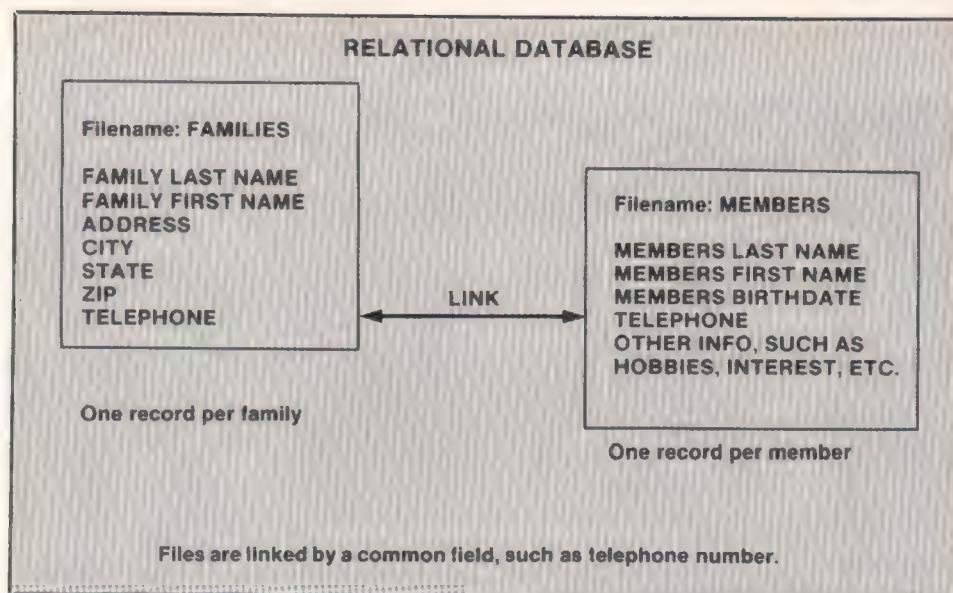 RELATIONAL DATABASE
Filename: FAMILIES
FAMILY LAST NAME
FAMILY FIRST NAME
ADDRESS
CITY
STATE
ZIP
TELEPHONE
One record per family
LINK
Filename: MEMBERS
MEMBERS LAST NAME
MEMBERS FIRST NAME
MEMBERS BIRTHDATE
TELEPHONE
OTHER INFO, SUCH AS
HOBBIES, INTEREST, ETC.
One record per member
Files are linked by a common field, such as telephone number.